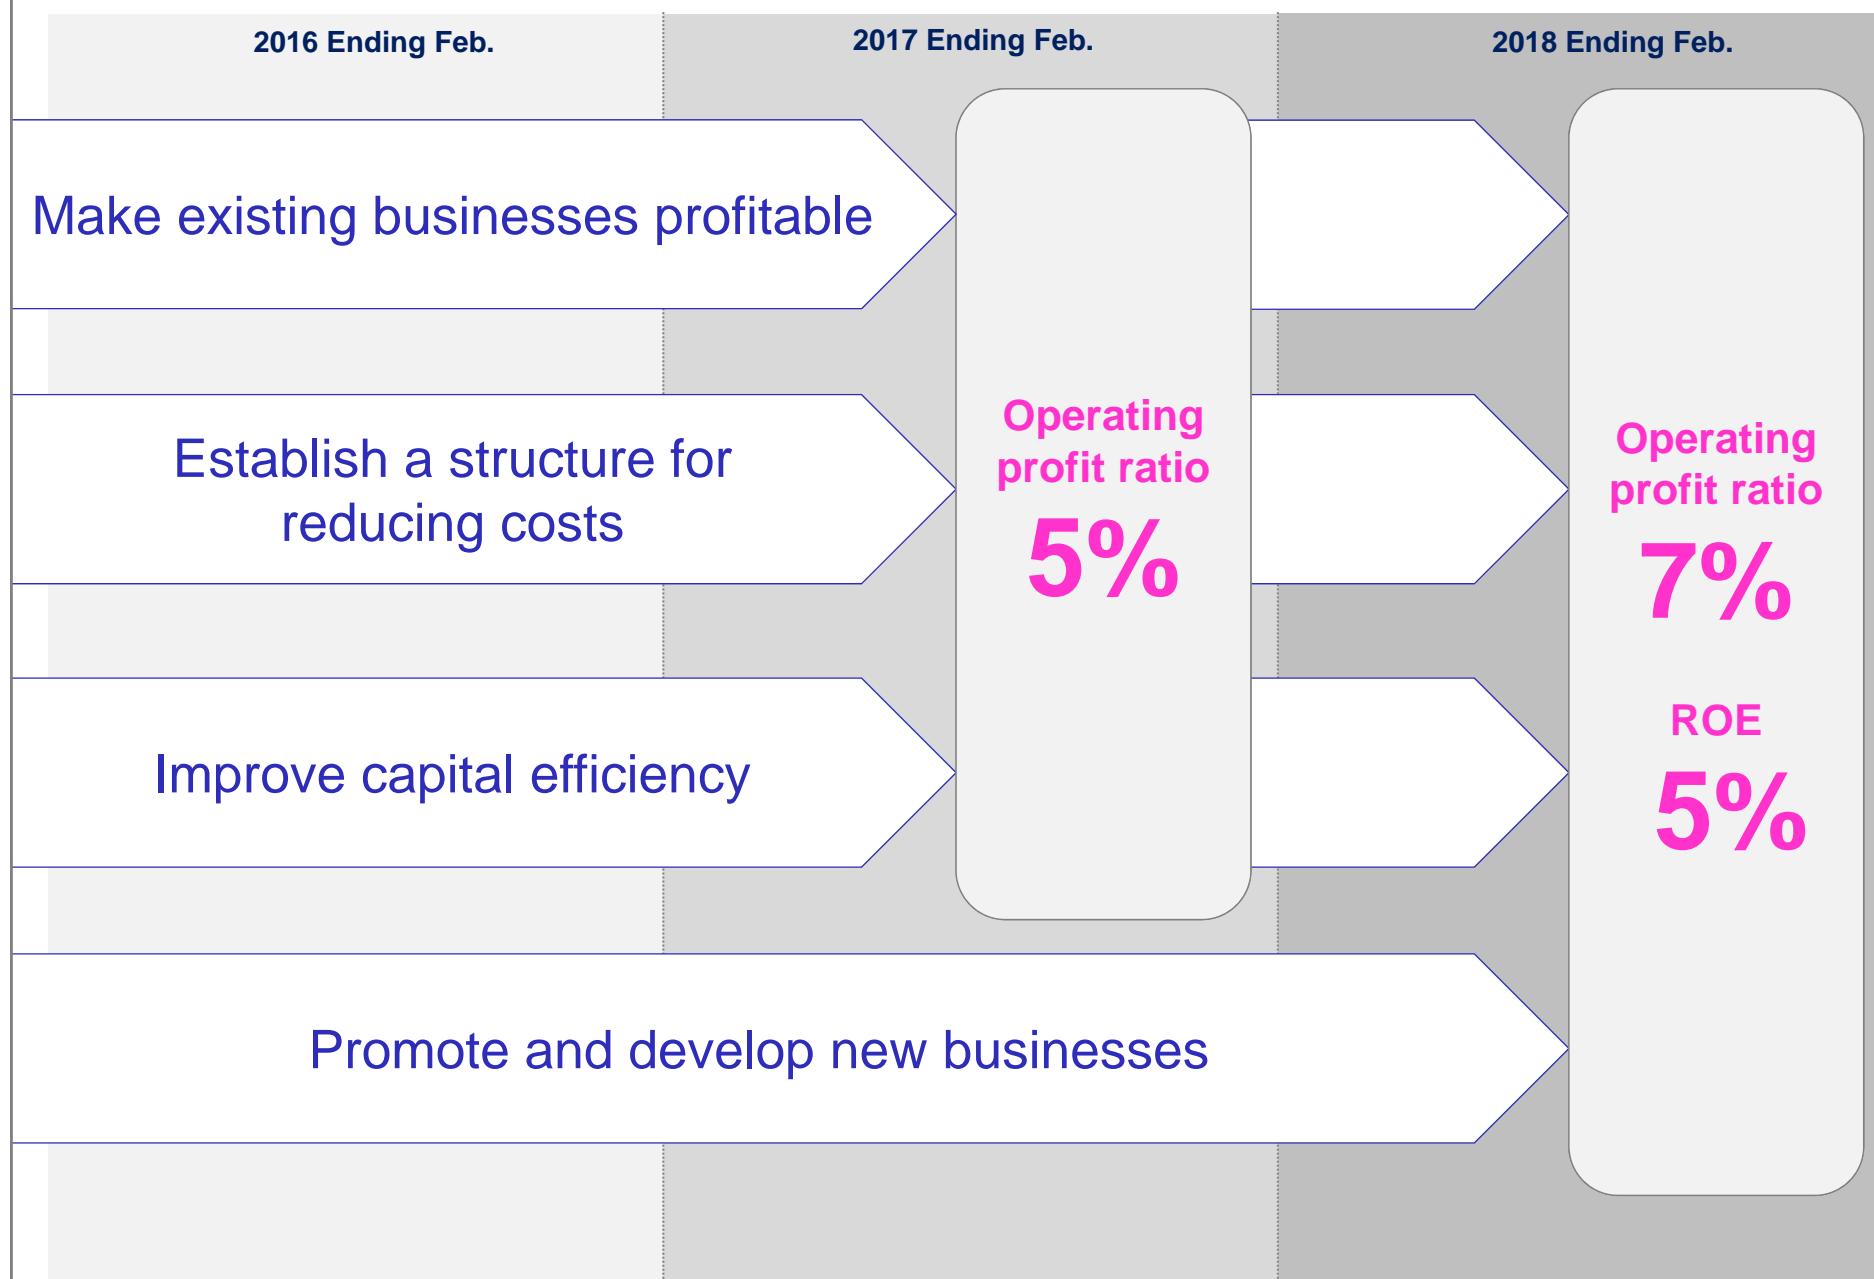 2016 Ending Feb.
2017 Ending Feb.
2018 Ending Feb.
Make existing businesses profitable
Establish a structure for
reducing costs
Improve capital efficiency
Promote and develop new businesses
Operating
profit ratio
5%
Operating
profit ratio
7%
ROE
5%